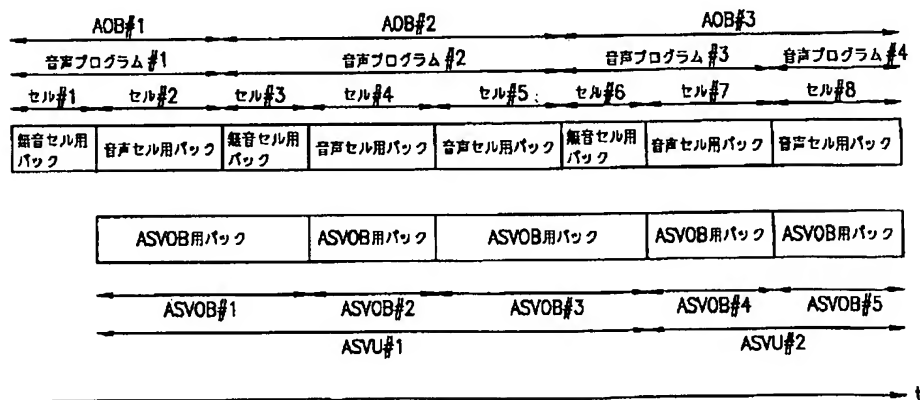 AOB#1 AOB#2 AOB#3
音声プログラム#1 音声プログラム#2 音声プログラム#3 音声プログラム#4
セル#1 セル#2 セル#3 セル#4 セル#5 セル#6 セル#7 セル#8
無音セル用パック 音声セル用パック 無音セル用パック 音声セル用パック 音声セル用パック 無音セル用パック 音声セル用パック 音声セル用パック
ASVOB用パック ASVOB用パック ASVOB用パック ASVOB用パック ASVOB用パック
ASVOB#1 ASVOB#2 ASVOB#3 ASVOB#4 ASVOB#5
ASVU#1 ASVU#2
t